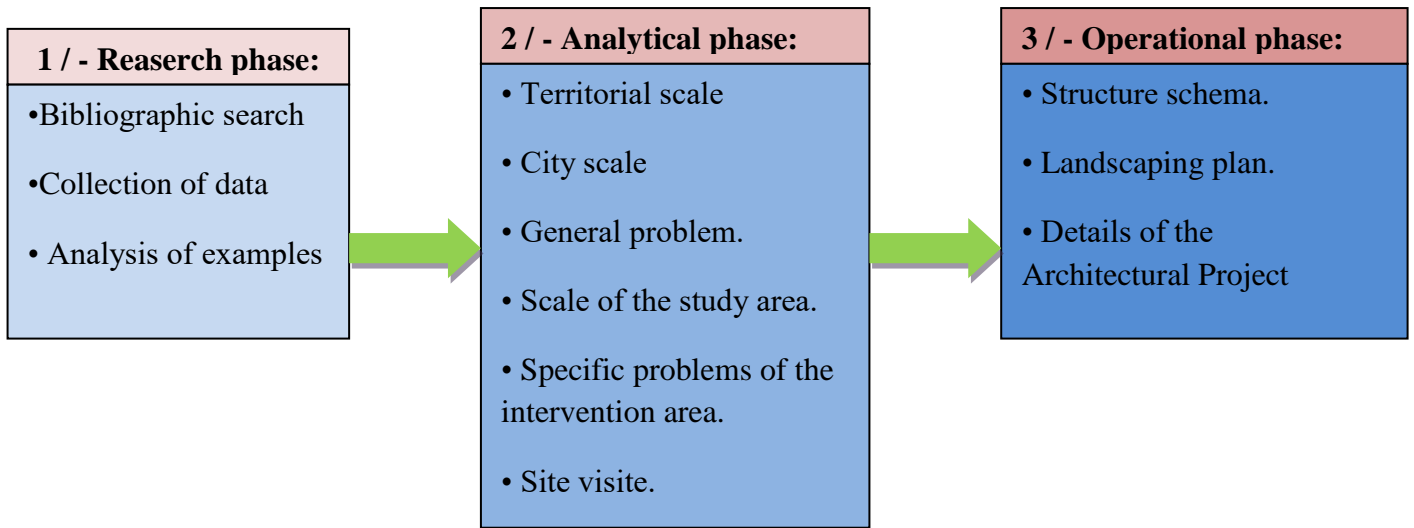 1 / - Reaserch phase:
•Bibliographic search
•Collection of data
• Analysis of examples
2 / - Analytical phase:
• Territorial scale
• City scale
• General problem.
• Scale of the study area.
• Specific problems of the
intervention area.
• Site visite.
3 / - Operational phase:
• Structure schema.
• Landscaping plan.
• Details of the
Architectural Project